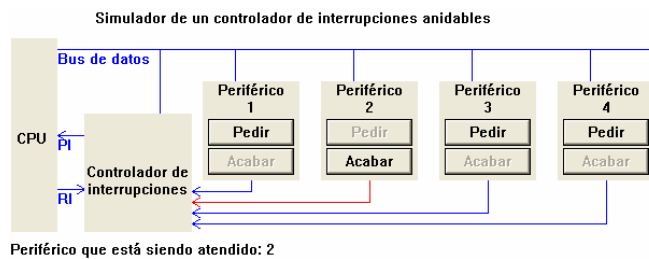 Simulador de un controlador de interrupciones anidables
Bus de datos
CPU
PI
RI
Controlador de
interrupciones
Periférico
1
Pedir
Acabar
Periférico
2
Pedir
Acabar
Periférico
3
Pedir
Acabar
Periférico
4
Pedir
Acabar
Periférico que está siendo atendido: 2